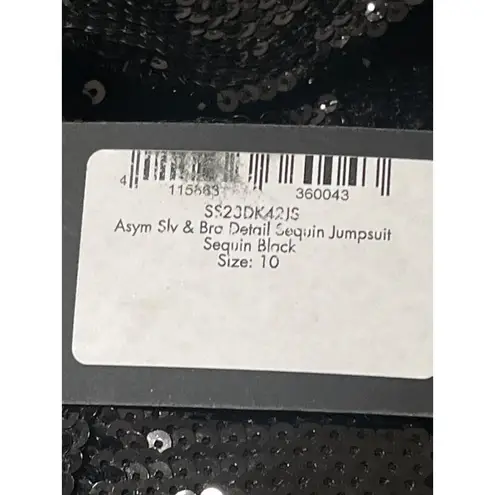 4 115663 360043
SS23DK42JS
Asym Slv & Bra Detail Sequin Jumpsuit
Sequin Black
Size: 10